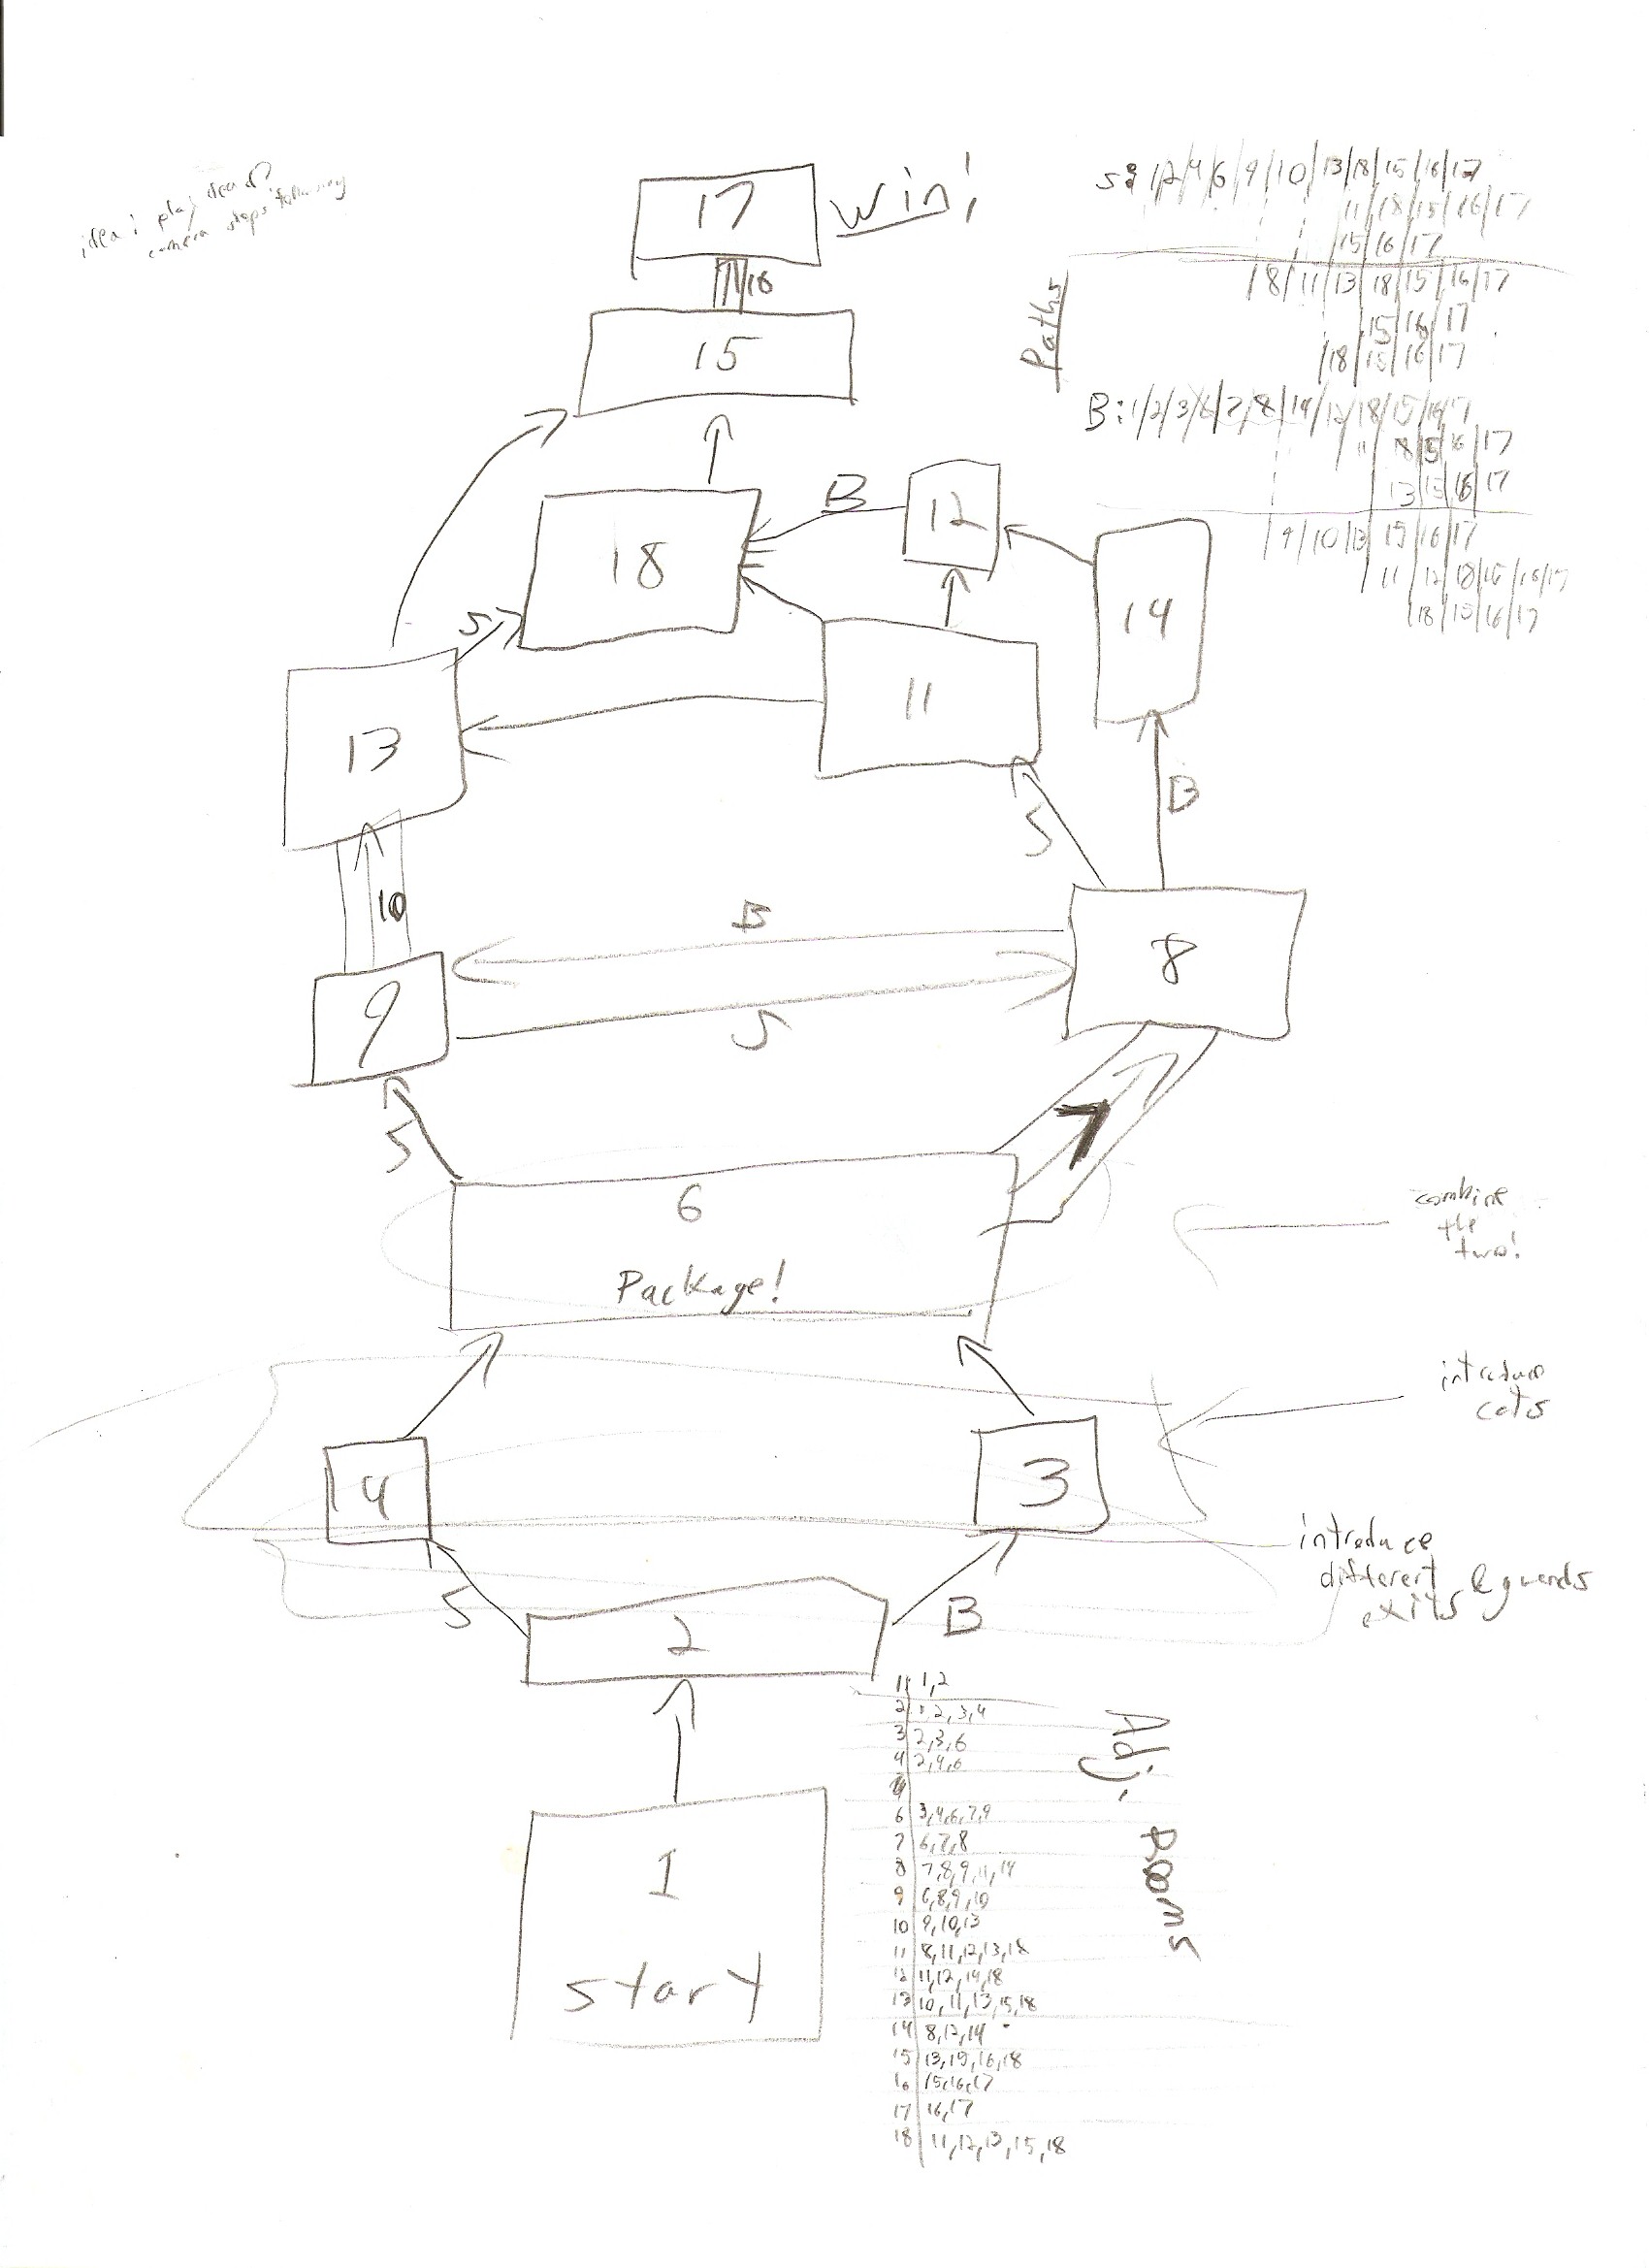 idea: play dead?
camera stops following
17
win!
16
15
18
B
12
14
S
11
13
S
B
10
B
8
9
S
S
7
6
Package!
combine
the
two!
introduce
cats
4
3
introduce
different & guards
exits
S
B
2
1
start
Paths
S: 1/2/4/6/9/10/13/18/15/16/17
11/18/15/16/17
15/16/17
/8/11/13/18/15/16/17
15/16/17
/18/15/16/17
B: 1/2/3/6/7/8/14/12/18/15/16/17
11/18/15/16/17
13/15/16/17
/9/10/13/15/16/17
11/12/18/15/16/17
18/15/16/17
Adj. Rooms
1 1,2
2 1,2,3,4
3 2,3,6
4 2,4,6
6 3,4,6,7,9
7 6,7,8
8 7,8,9,11,14
9 6,8,9,10
10 9,10,13
11 8,11,12,13,18
12 11,12,14,18
13 10,11,13,15,18
14 8,12,14
15 13,15,16,18
16 15,16,17
17 16,17
18 11,12,13,15,18